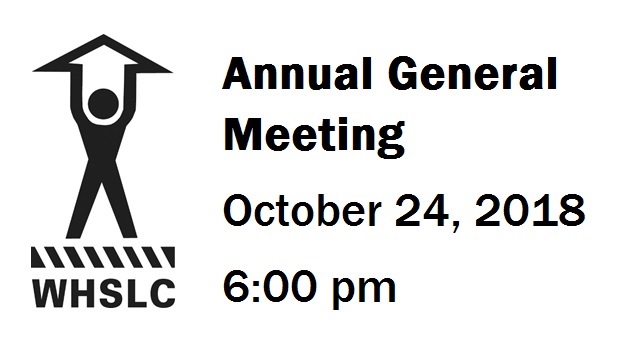 Annual General
Meeting
October 24, 2018
6:00 pm
WHSLC